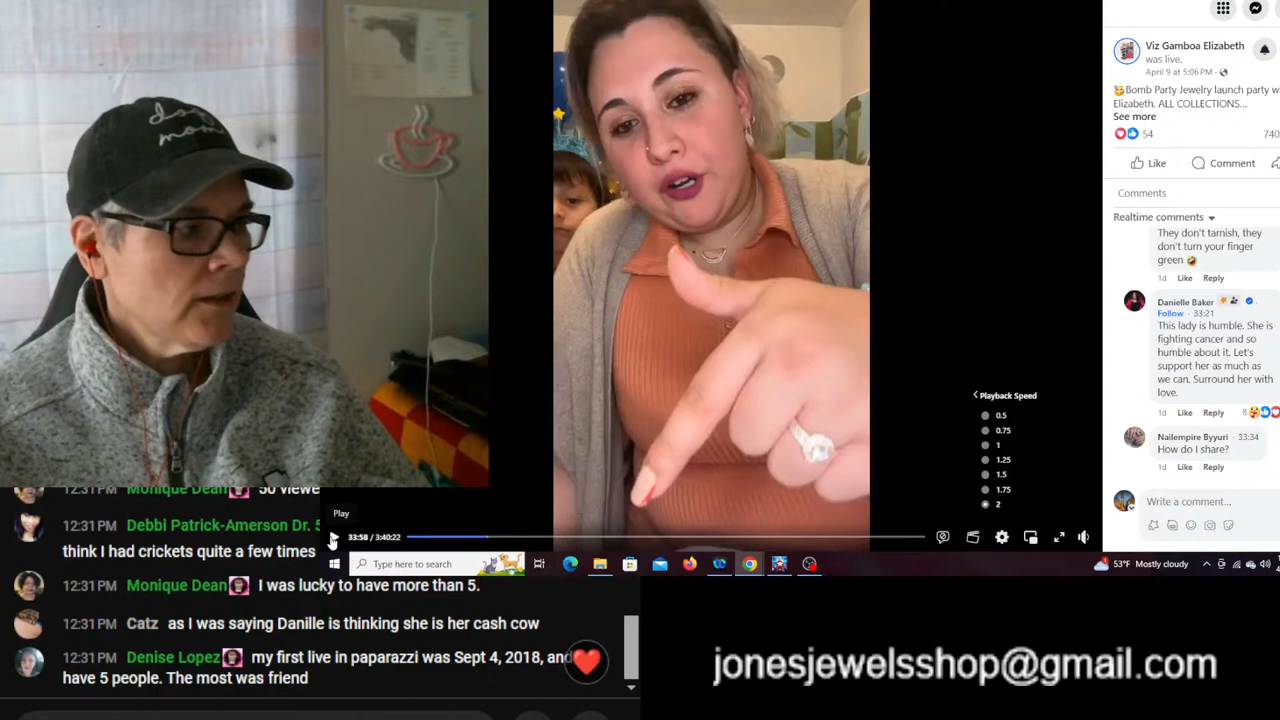 dog
mom
Viz Gamboa Elizabeth
was live.
April 9 at 5:06 PM ·
Bomb Party Jewelry launch party w
Elizabeth. ALL COLLECTIONS...
See more
54
740
Like
Comment
Comments
Realtime comments
They don't tarnish, they
don't turn your finger
green
1d Like Reply
Danielle Baker
Follow · 33:21
This lady is humble. She is
fighting cancer and so
humble about it. Let's
support her as much as
we can. Surround her with
love.
1d Like Reply 8
Nailempire Byyuri · 33:34
How do I share?
1d Like Reply
Write a comment...
Playback Speed
0.5
0.75
1
1.25
1.5
1.75
2
Play
33:58 / 3:40:22
Type here to search
53°F Mostly cloudy
12:31 PM Monique Dean 50 viewe
12:31 PM Debbi Patrick-Amerson Dr. 5
think I had crickets quite a few times
12:31 PM Monique Dean I was lucky to have more than 5.
12:31 PM Catz as I was saying Danille is thinking she is her cash cow
12:31 PM Denise Lopez my first live in paparazzi was Sept 4, 2018, and
have 5 people. The most was friend
jonesjewelsshop@gmail.com